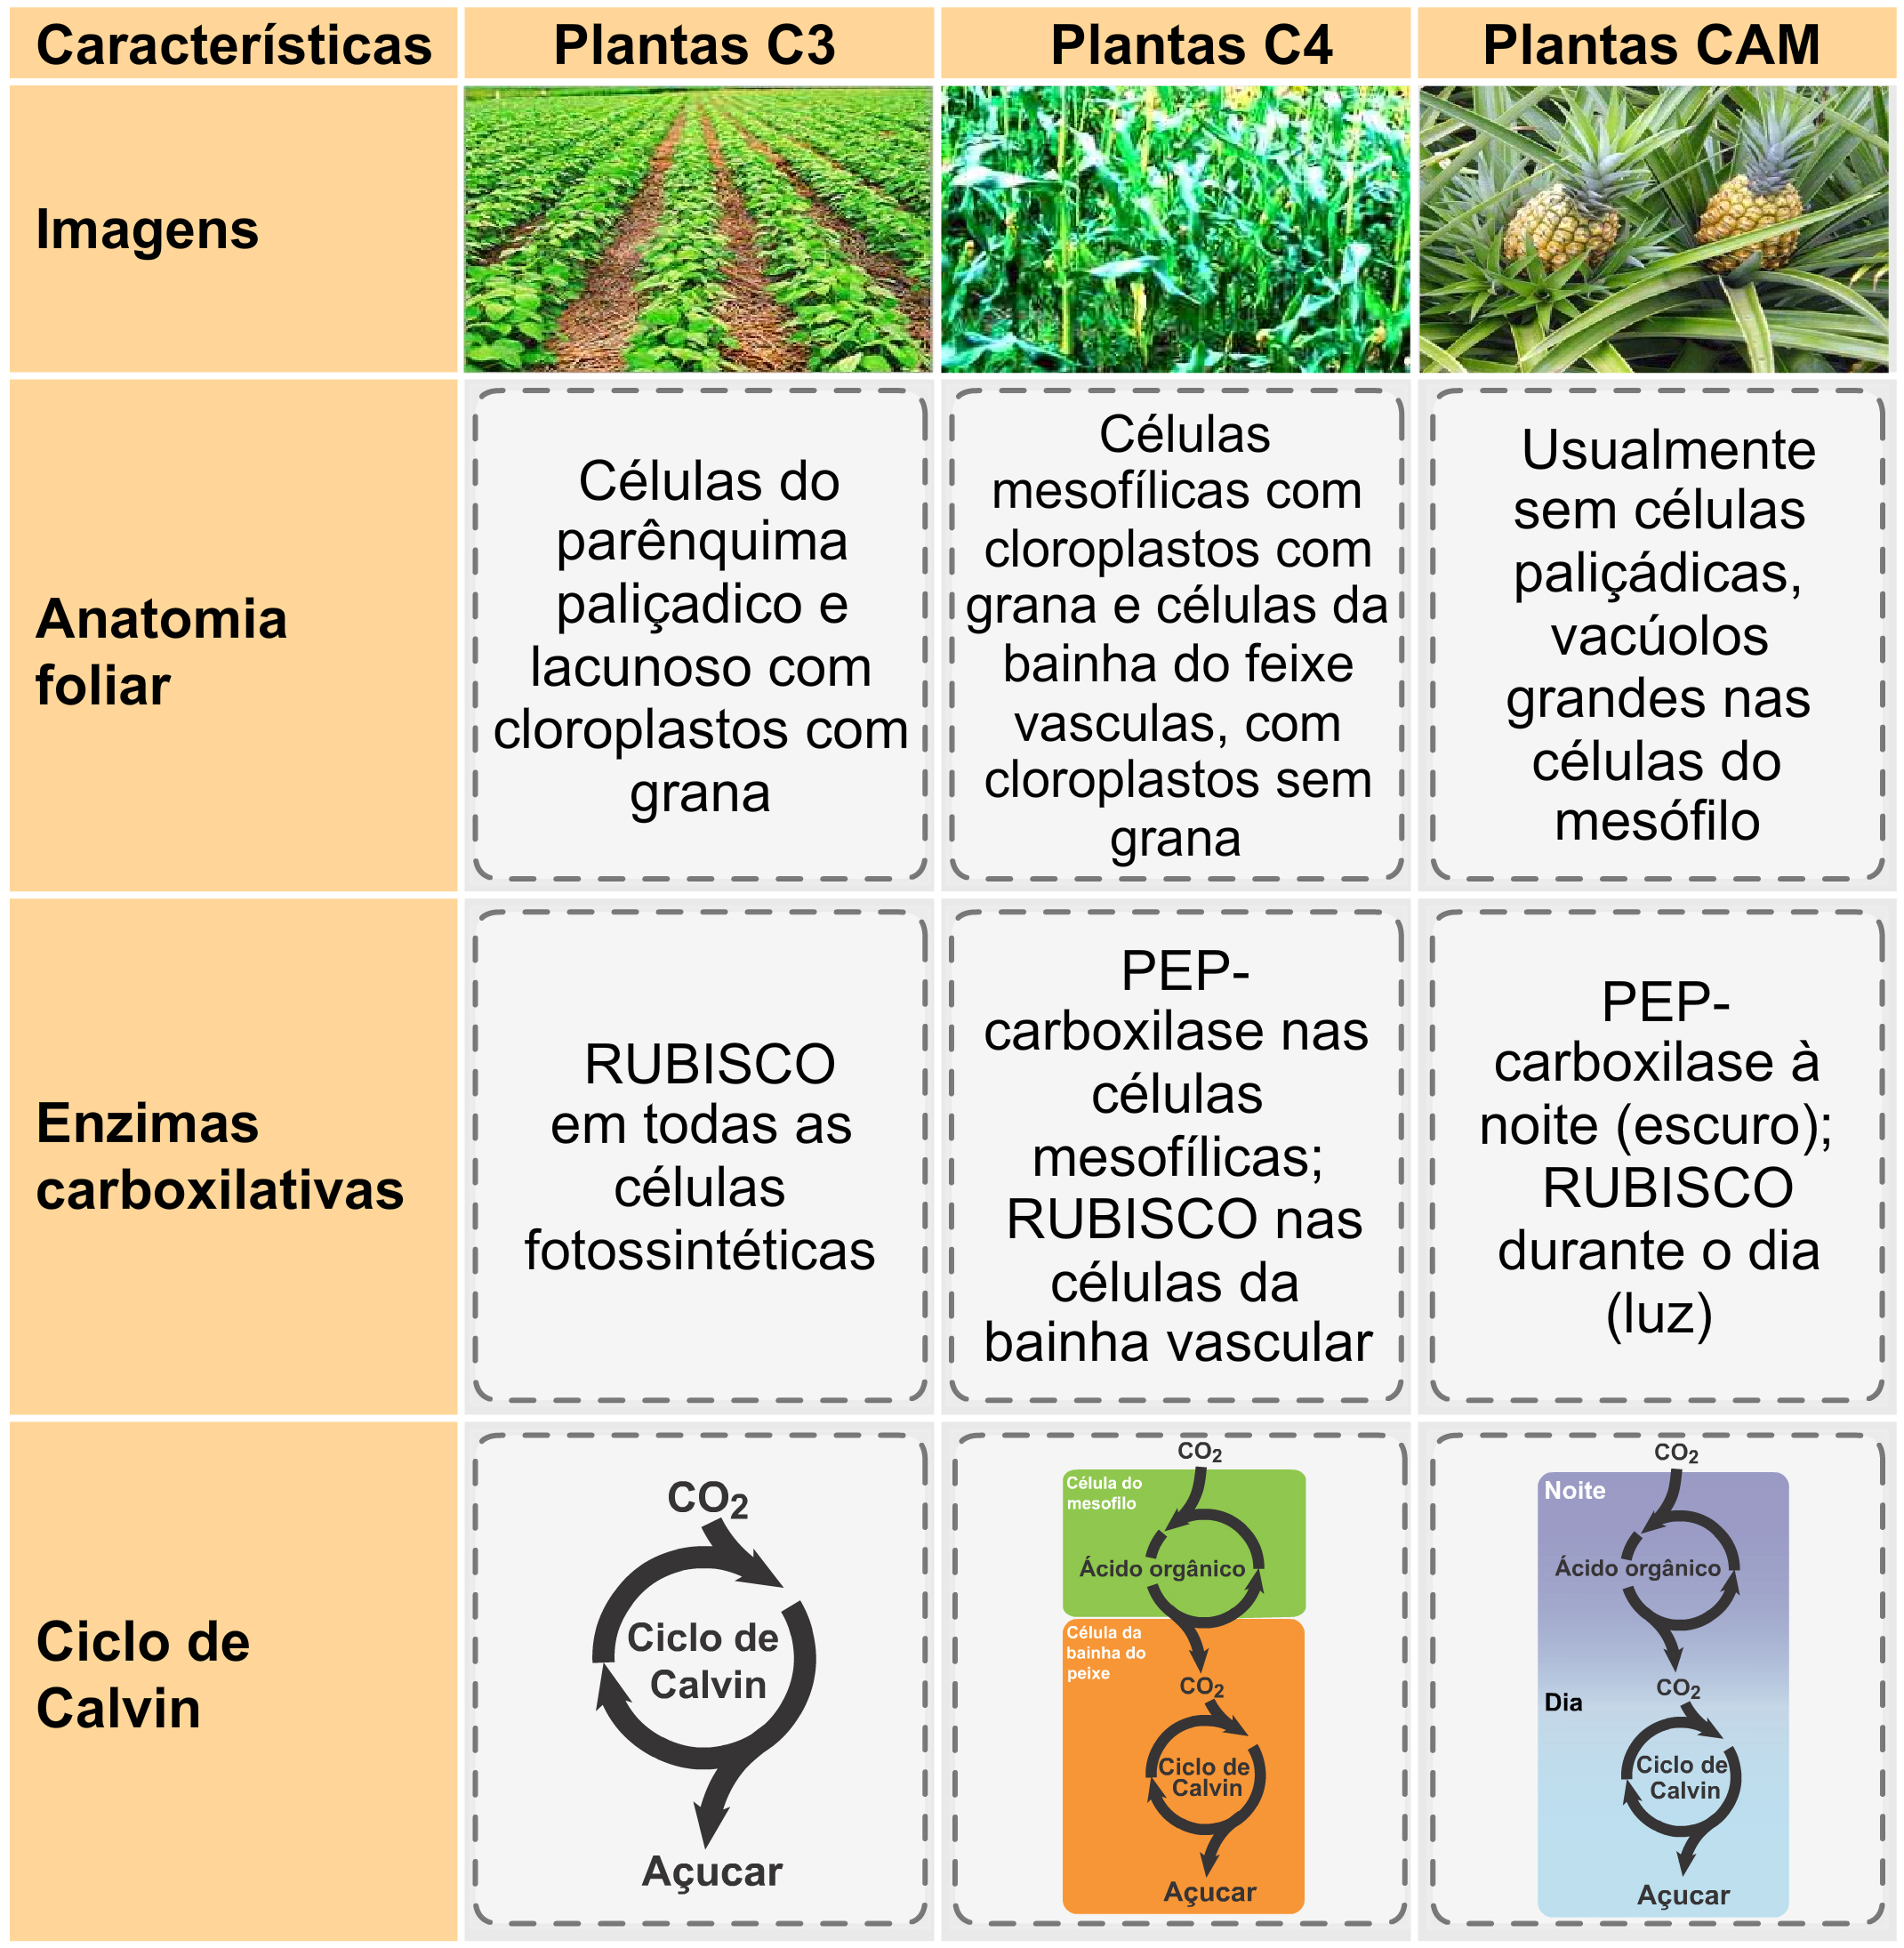 Características
Plantas C3
Plantas C4
Plantas CAM
Imagens
Anatomia
foliar
Células do
parênquima
paliçadico e
lacunoso com
cloroplastos com
grana
Células
mesofílicas com
cloroplastos com
grana e células da
bainha do feixe
vasculas, com
cloroplastos sem
grana
Usualmente
sem células
paliçádicas,
vacúolos
grandes nas
células do
mesófilo
Enzimas
carboxilativas
RUBISCO
em todas as
células
fotossintéticas
PEP-
carboxilase nas
células
mesofílicas;
RUBISCO nas
células da
bainha vascular
PEP-
carboxilase à
noite (escuro);
RUBISCO
durante o dia
(luz)
Ciclo de
Calvin
CO2
Ciclo de
Calvin
Açucar
CO2
Célula do
mesofilo
Ácido orgânico
Célula da
bainha do
peixe
CO2
Ciclo de
Calvin
Açucar
CO2
Noite
Ácido orgânico
CO2
Dia
Ciclo de
Calvin
Açucar